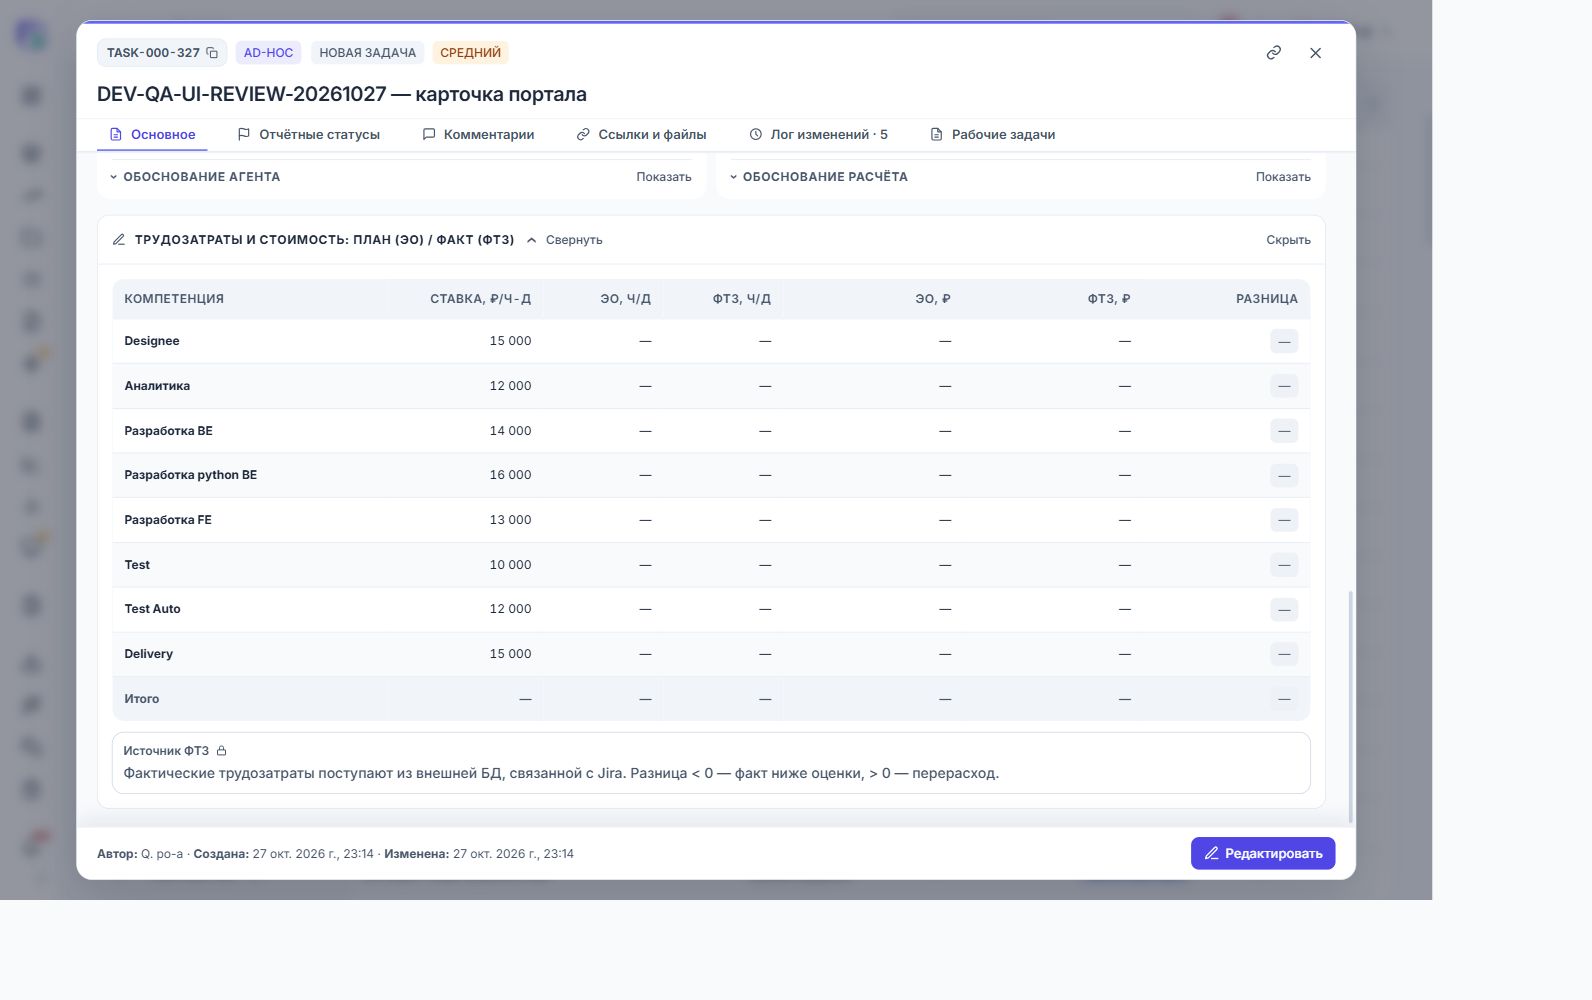 TASK-000-327 AD-HOC НОВАЯ ЗАДАЧА СРЕДНИЙ
DEV-QA-UI-REVIEW-20261027 — карточка портала
Основное Отчётные статусы Комментарии Ссылки и файлы Лог изменений · 5 Рабочие задачи
ОБОСНОВАНИЕ АГЕНТА Показать ОБОСНОВАНИЕ РАСЧЁТА Показать
ТРУДОЗАТРАТЫ И СТОИМОСТЬ: ПЛАН (ЭО) / ФАКТ (ФТЗ) Свернуть Скрыть
КОМПЕТЕНЦИЯ СТАВКА, ₽/Ч-Д ЭО, Ч/Д ФТЗ, Ч/Д ЭО, ₽ ФТЗ, ₽ РАЗНИЦА
Designee 15 000 — — — — —
Аналитика 12 000 — — — — —
Разработка BE 14 000 — — — — —
Разработка python BE 16 000 — — — — —
Разработка FE 13 000 — — — — —
Test 10 000 — — — — —
Test Auto 12 000 — — — — —
Delivery 15 000 — — — — —
Итого — — — — — —
Источник ФТЗ
Фактические трудозатраты поступают из внешней БД, связанной с Jira. Разница < 0 — факт ниже оценки, > 0 — перерасход.
Автор: Q. po-a · Создана: 27 окт. 2026 г., 23:14 · Изменена: 27 окт. 2026 г., 23:14 Редактировать